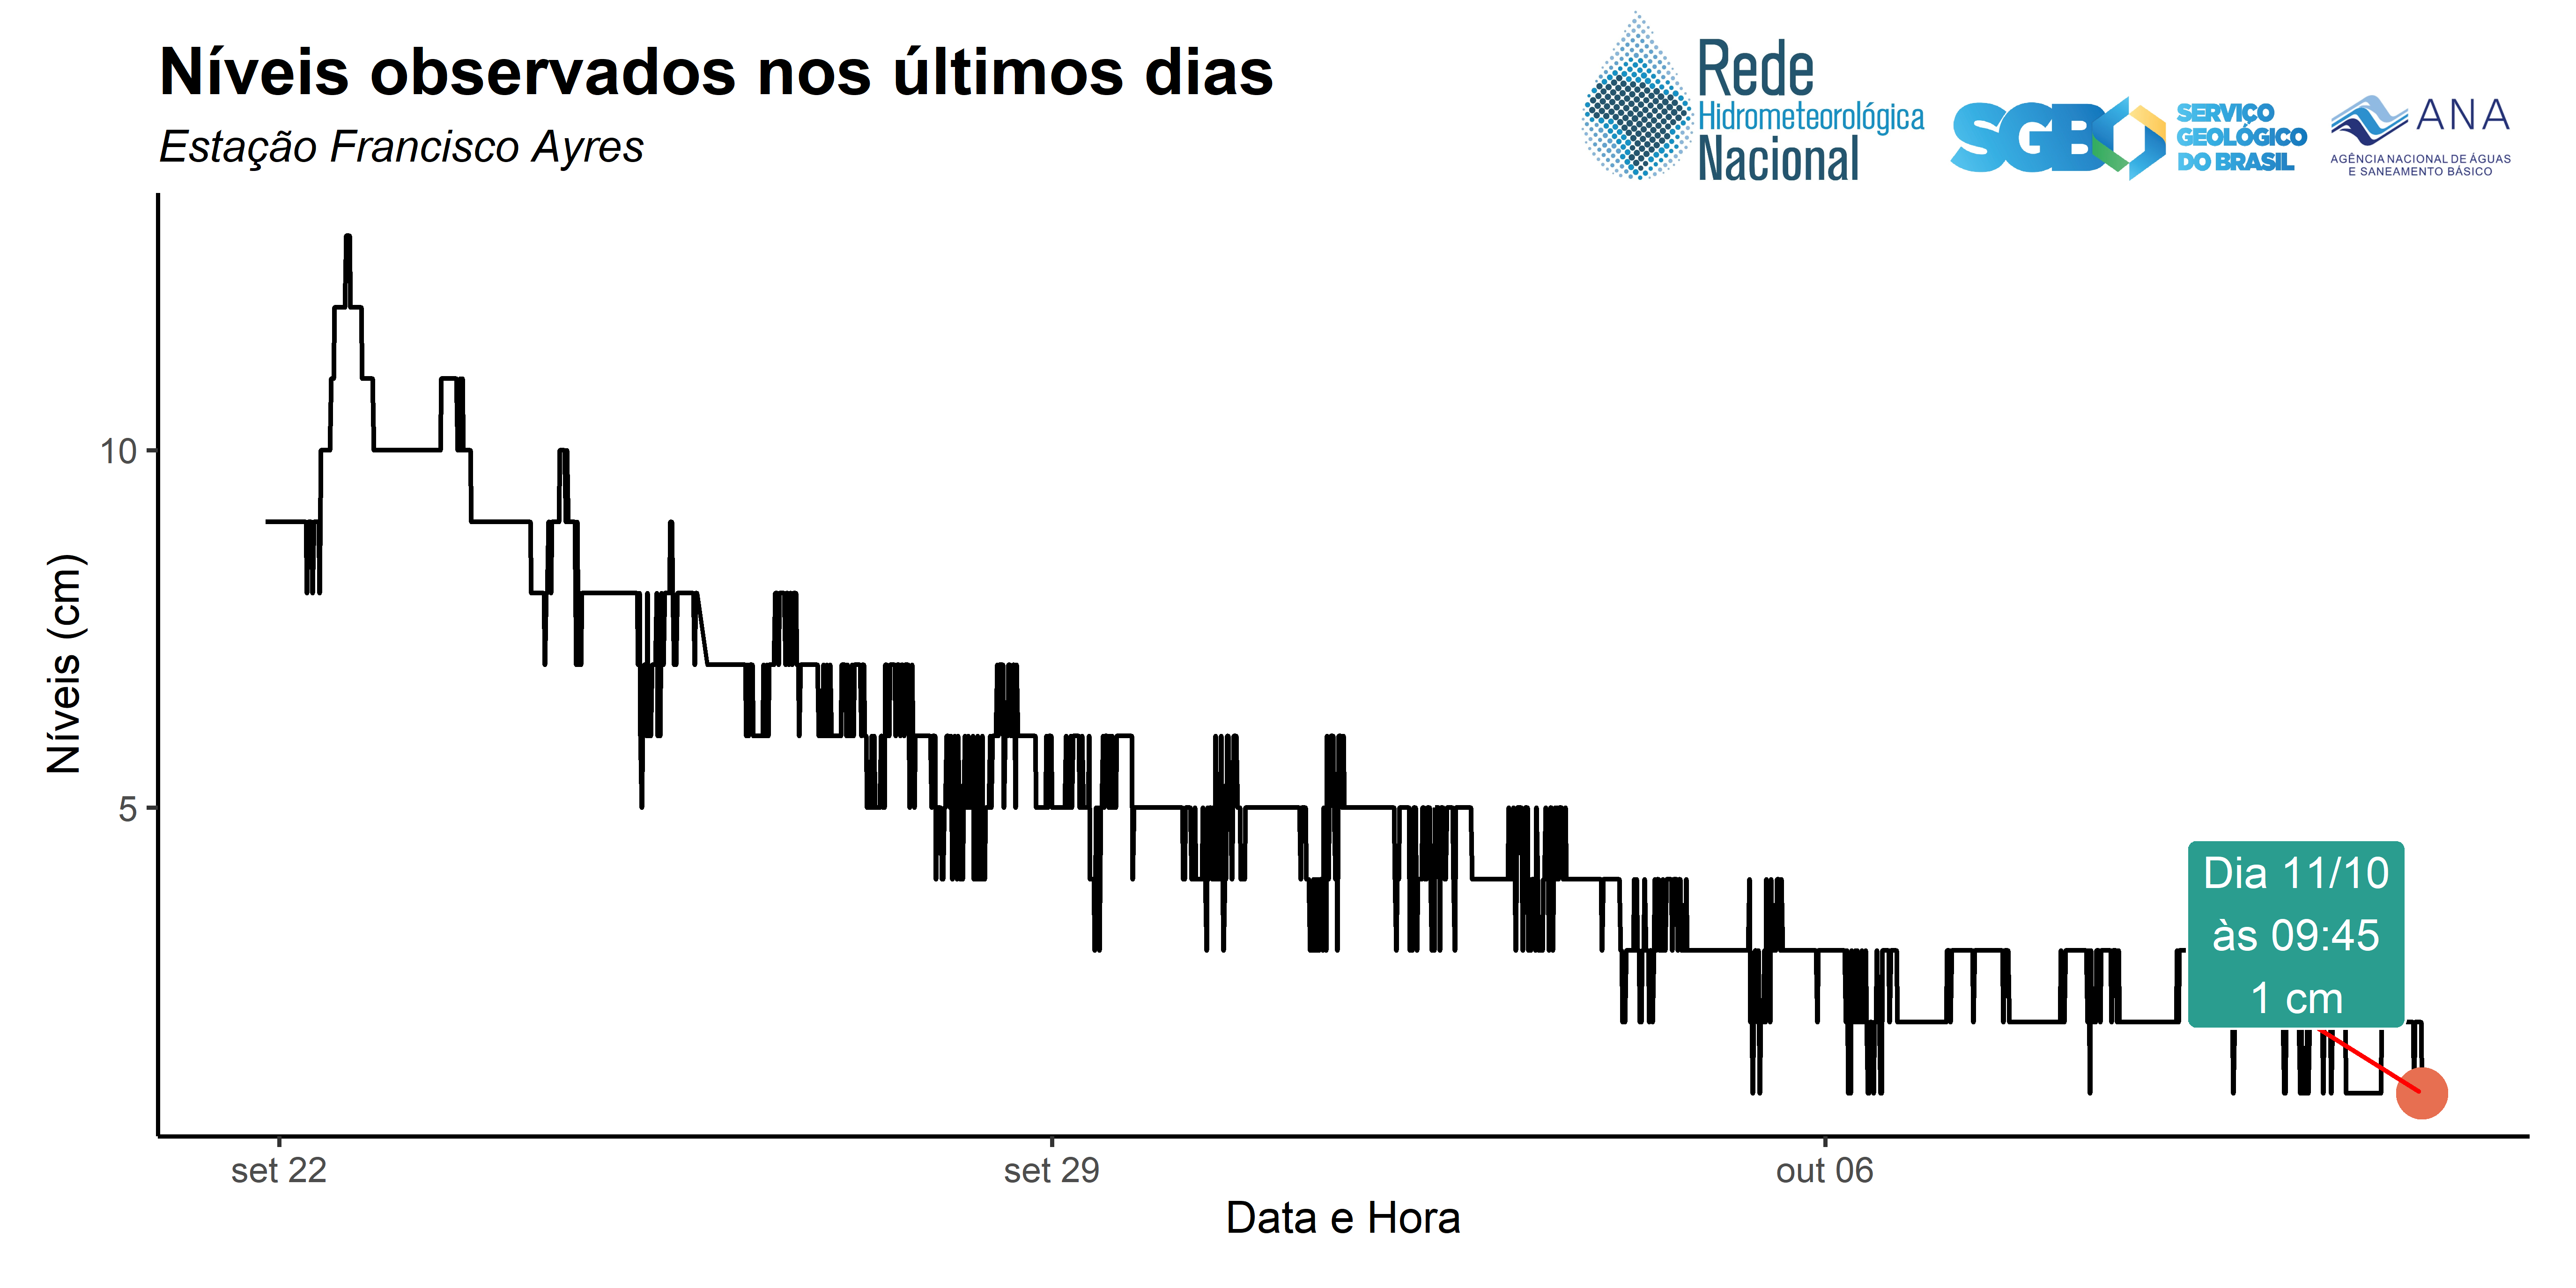 Níveis observados nos últimos dias
Estação Francisco Ayres
Rede
Hidrometeorológica
Nacional
SGB
SERVIÇO
GEOLÓGICO
DO BRASIL
ANA
AGÊNCIA NACIONAL DE ÁGUAS
E SANEAMENTO BÁSICO
Níveis (cm)
10
5
Dia 11/10
às 09:45
1 cm
set 22
set 29
out 06
Data e Hora